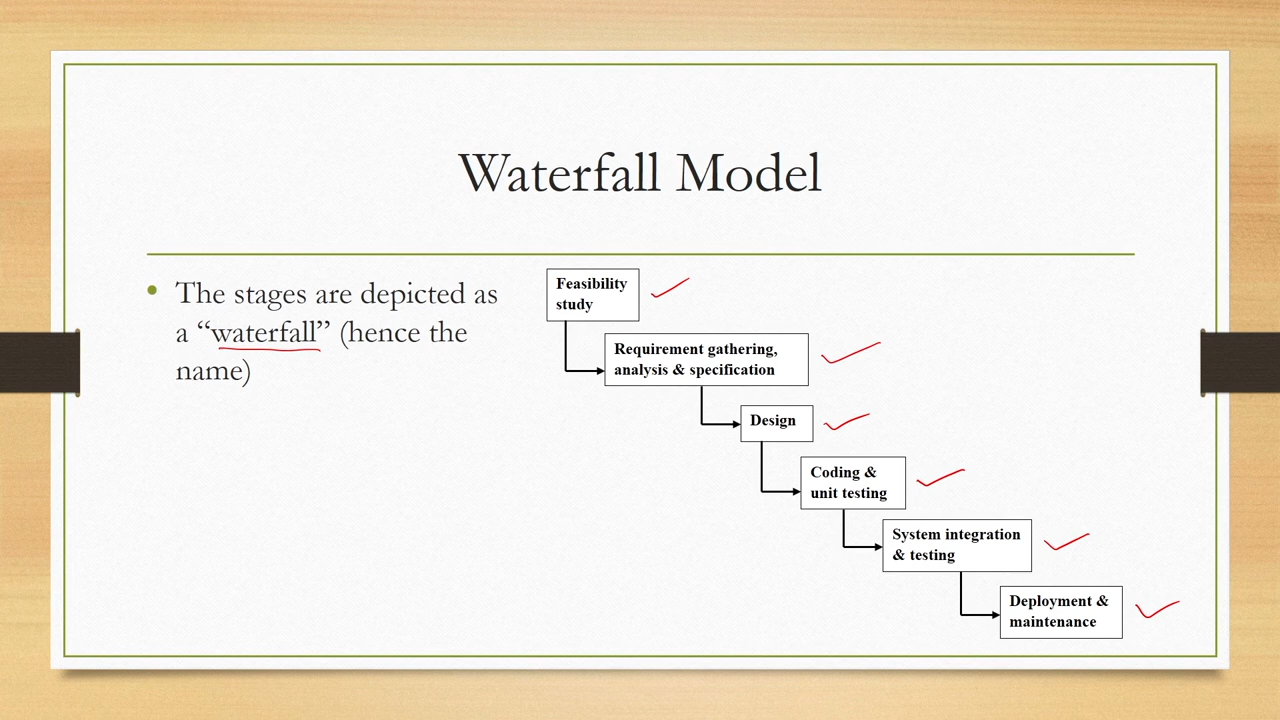 Waterfall Model
• The stages are depicted as
a “waterfall” (hence the
name)
Feasibility
study
Requirement gathering,
analysis & specification
Design
Coding &
unit testing
System integration
& testing
Deployment &
maintenance